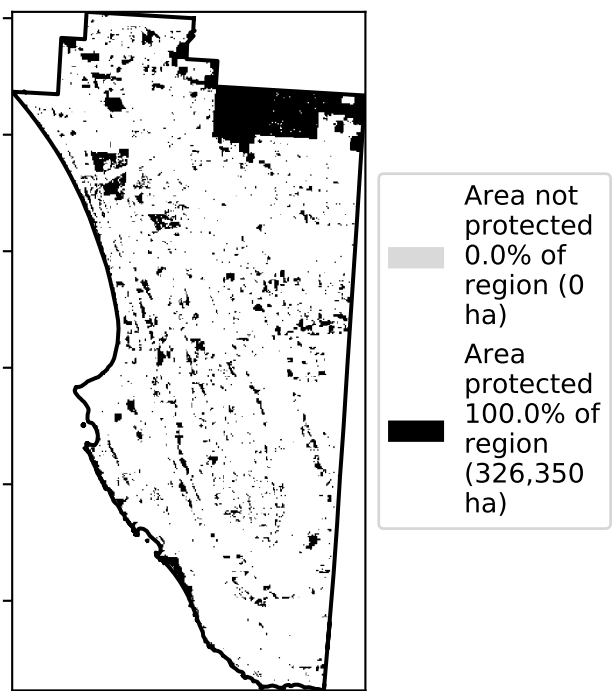 Area not
protected
0.0% of
region (0
ha)
Area
protected
100.0% of
region
(326,350
ha)